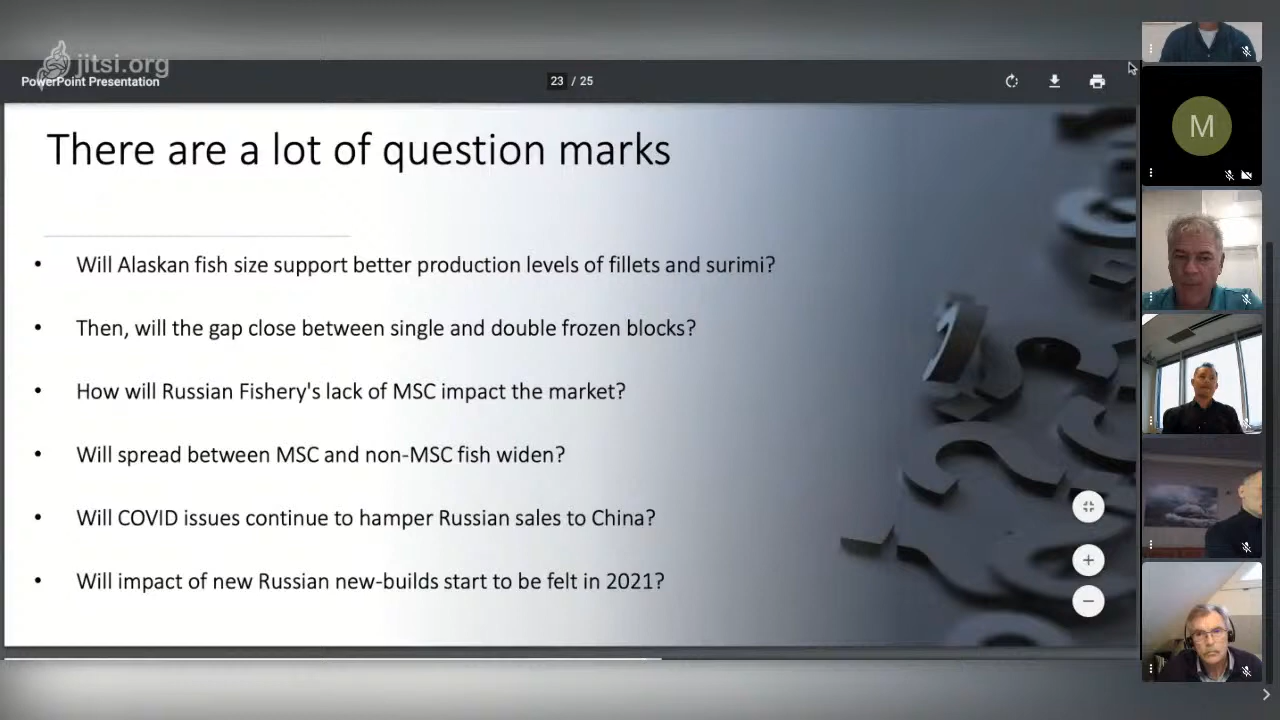 jitsi.org
PowerPoint Presentation
23 / 25
There are a lot of question marks
• Will Alaskan fish size support better production levels of fillets and surimi?
• Then, will the gap close between single and double frozen blocks?
• How will Russian Fishery's lack of MSC impact the market?
• Will spread between MSC and non-MSC fish widen?
• Will COVID issues continue to hamper Russian sales to China?
• Will impact of new Russian new-builds start to be felt in 2021?
M